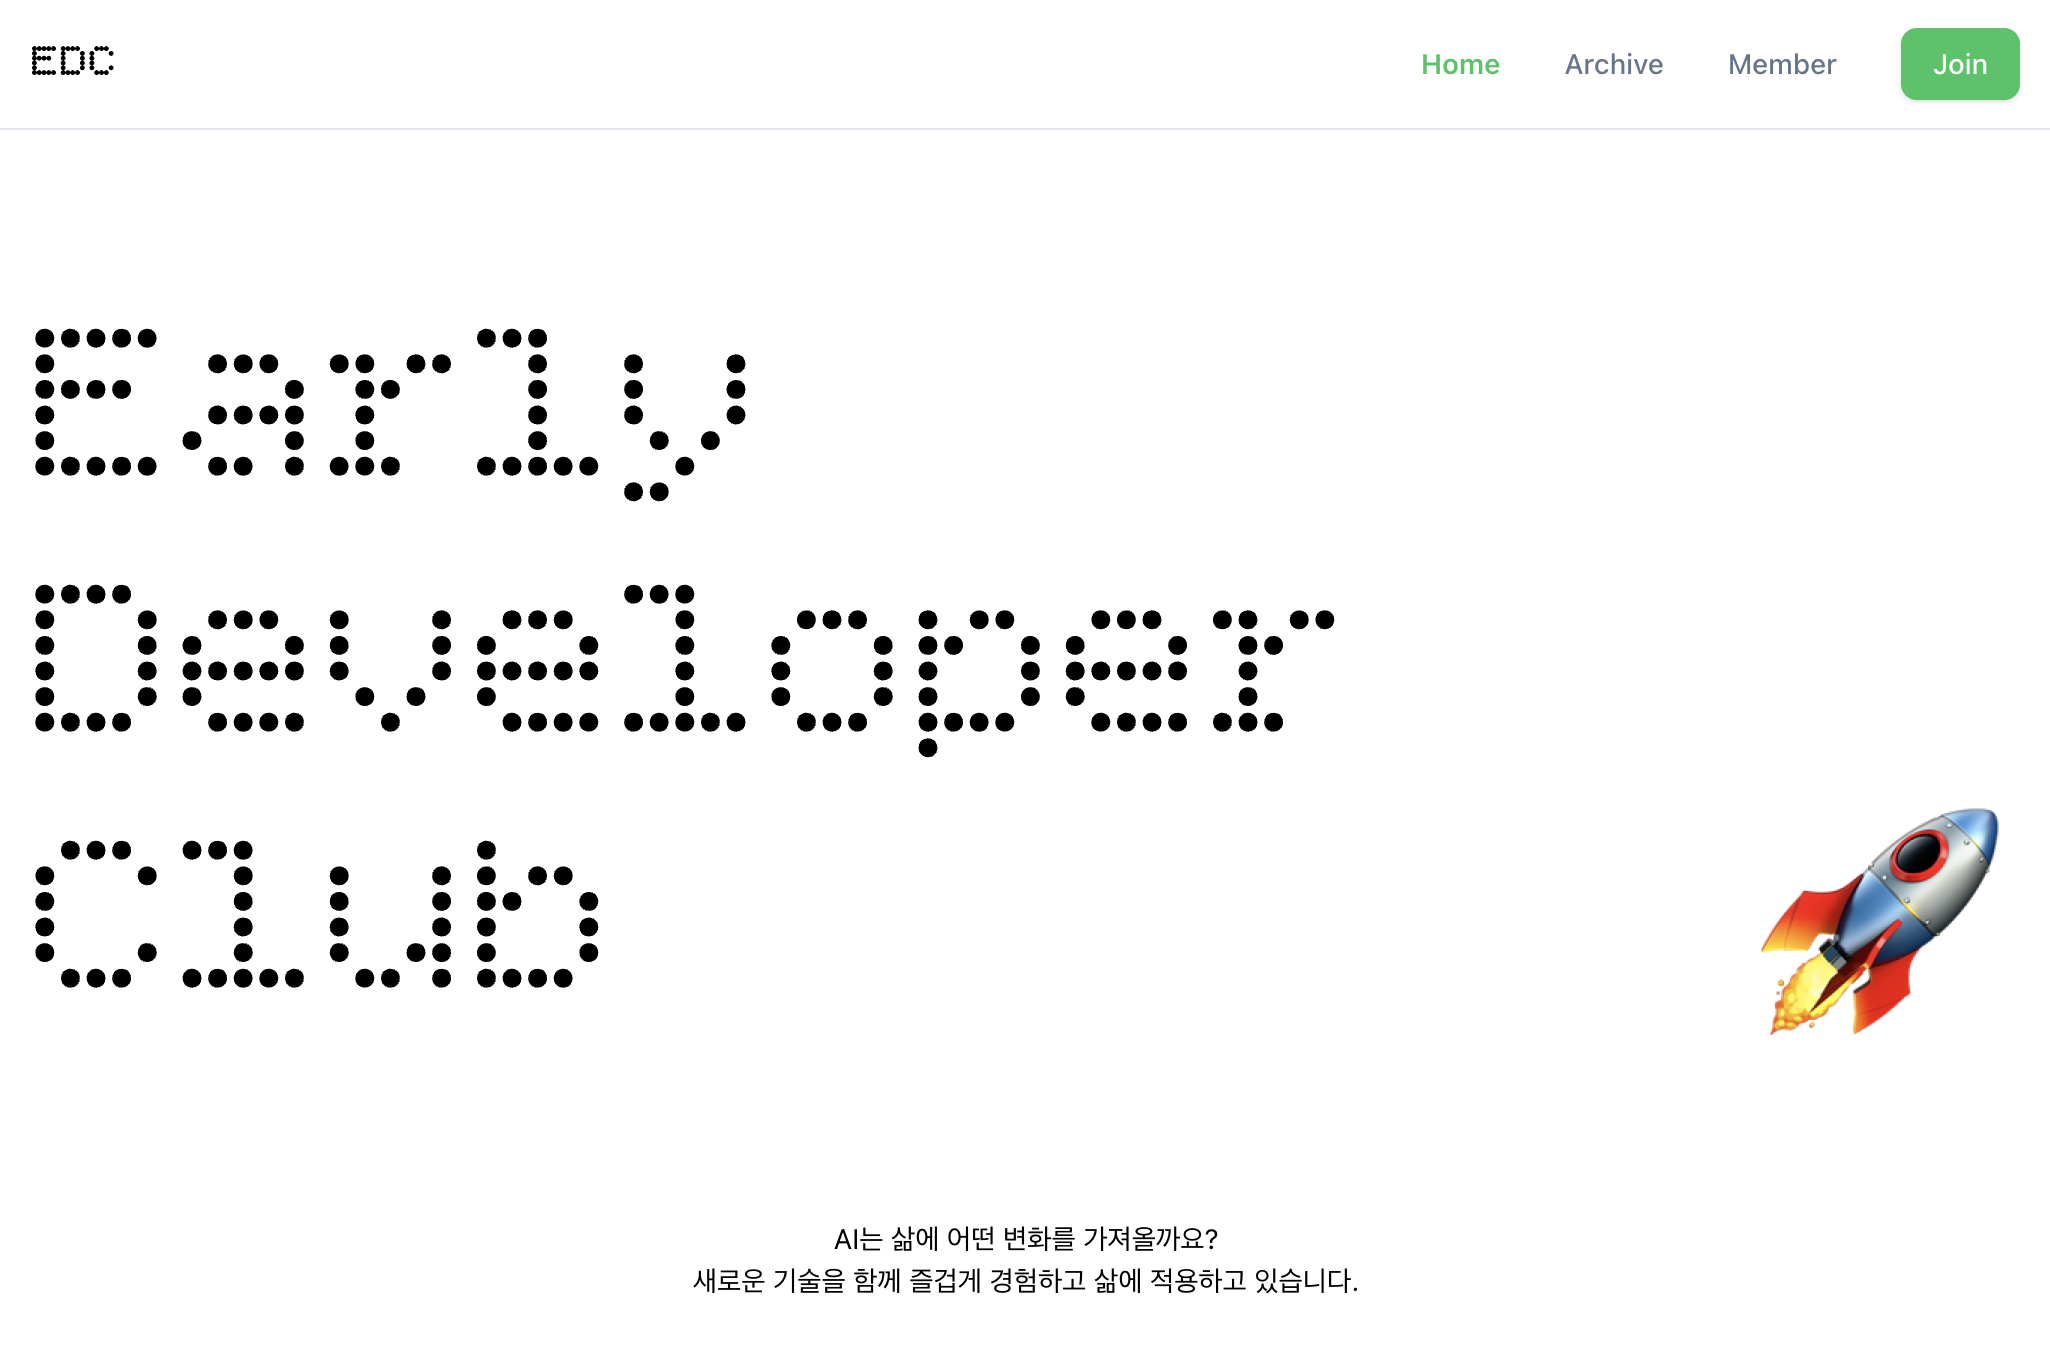 EDC
Home Archive Member Join
Early
Developer
Club
AI는 삶에 어떤 변화를 가져올까요?
새로운 기술을 함께 즐겁게 경험하고 삶에 적용하고 있습니다.